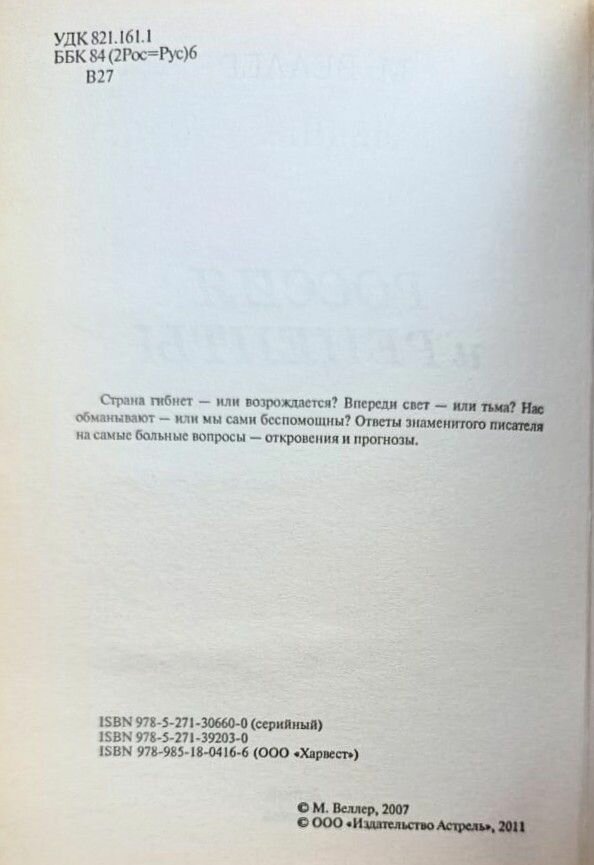 УДК 821.161.1
ББК 84 (2Рос=Рус)6
В27
РОССИЯ
и РЕЦЕПТЫ
Страна гибнет — или возрождается? Впереди свет — или тьма? Нас
обманывают — или мы сами беспомощны? Ответы знаменитого писателя
на самые больные вопросы — откровения и прогнозы.
ISBN 978-5-271-30660-0 (серийный)
ISBN 978-5-271-39203-0
ISBN 978-985-18-0416-6 (ООО «Харвест»)
© М. Веллер, 2007
© ООО «Издательство Астрель», 2011